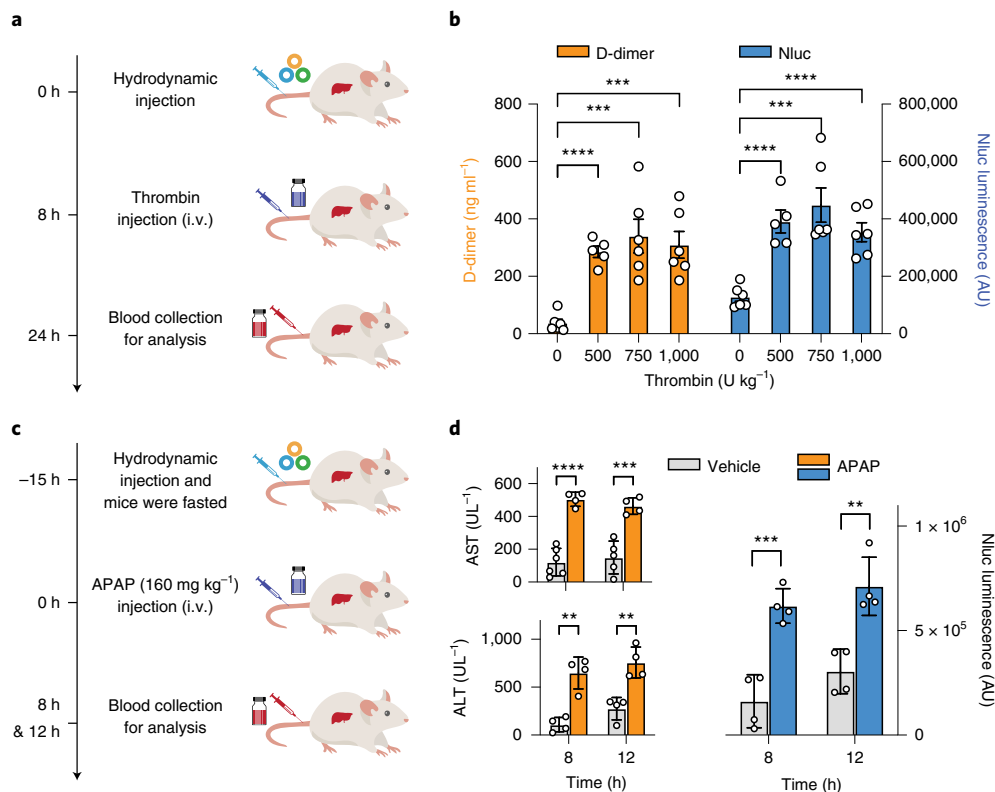 a
0 h
Hydrodynamic
injection
8 h
Thrombin
injection (i.v.)
24 h
Blood collection
for analysis
b
D-dimer
Nluc
D-dimer (ng ml⁻¹)
800
600
400
200
0
***
***
****
****
***
****
800,000
600,000
400,000
200,000
0
Nluc luminescence (AU)
0 500 750 1,000 0 500 750 1,000
Thrombin (U kg⁻¹)
c
–15 h
Hydrodynamic
injection and
mice were fasted
0 h
APAP (160 mg kg⁻¹)
injection (i.v.)
8 h
& 12 h
Blood collection
for analysis
d
Vehicle
APAP
AST (UL⁻¹)
600
400
200
0
**** ***
ALT (UL⁻¹)
1,000
500
0
** **
8 12
Time (h)
***
**
1 × 10⁶
5 × 10⁵
0
Nluc luminescence
(AU)
8 12
Time (h)